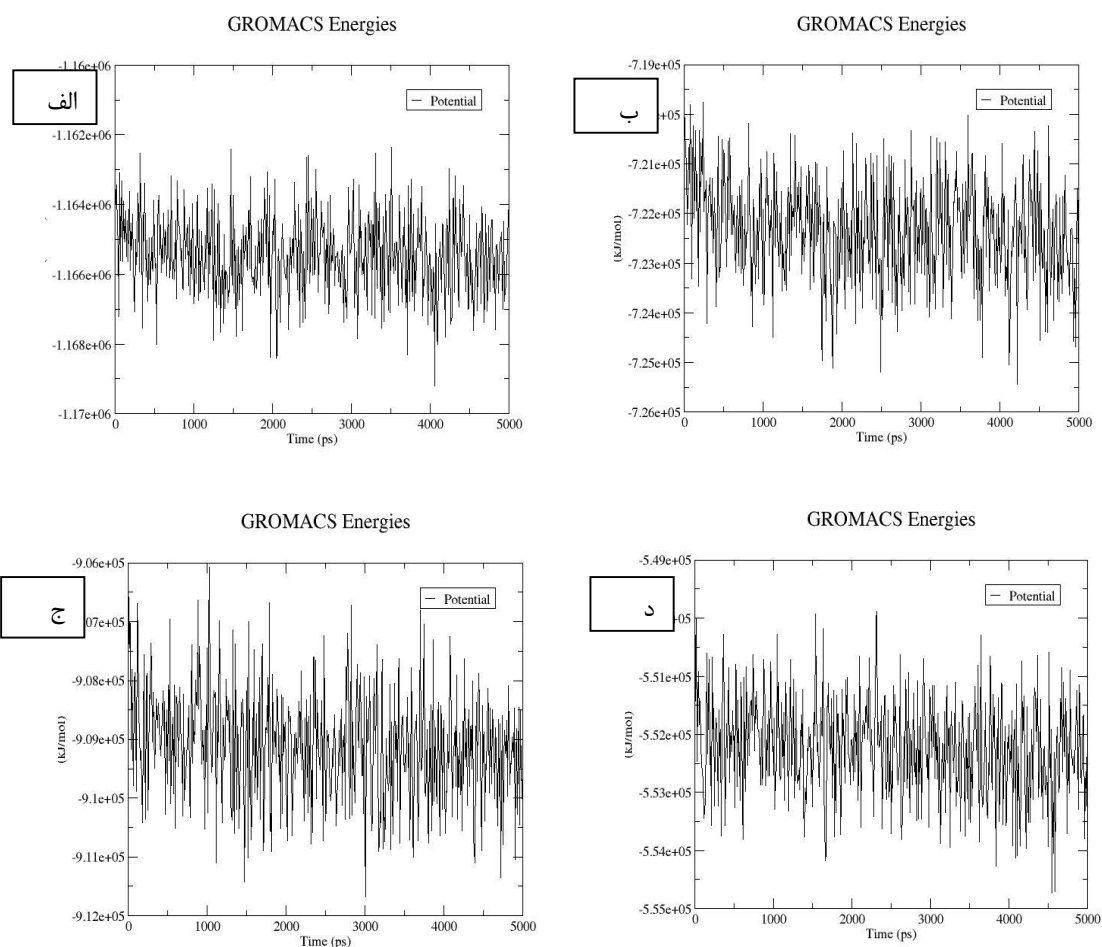 GROMACS Energies
الف
-1.16e+06
-1.162e+06
-1.164e+06
-1.166e+06
-1.168e+06
-1.17e+06
Potential
0 1000 2000 3000 4000 5000
Time (ps)
GROMACS Energies
ب
-7.19e+05
e+05
-7.21e+05
-7.22e+05
-7.23e+05
-7.24e+05
-7.25e+05
-7.26e+05
(kJ/mol)
Potential
0 1000 2000 3000 4000 5000
Time (ps)
GROMACS Energies
ج
-9.06e+05
07e+05
-9.08e+05
-9.09e+05
-9.1e+05
-9.11e+05
-9.12e+05
(kJ/mol)
Potential
0 1000 2000 3000 4000 5000
Time (ps)
GROMACS Energies
د
-5.49e+05
e+05
-5.51e+05
-5.52e+05
-5.53e+05
-5.54e+05
-5.55e+05
(kJ/mol)
Potential
0 1000 2000 3000 4000 5000
Time (ps)